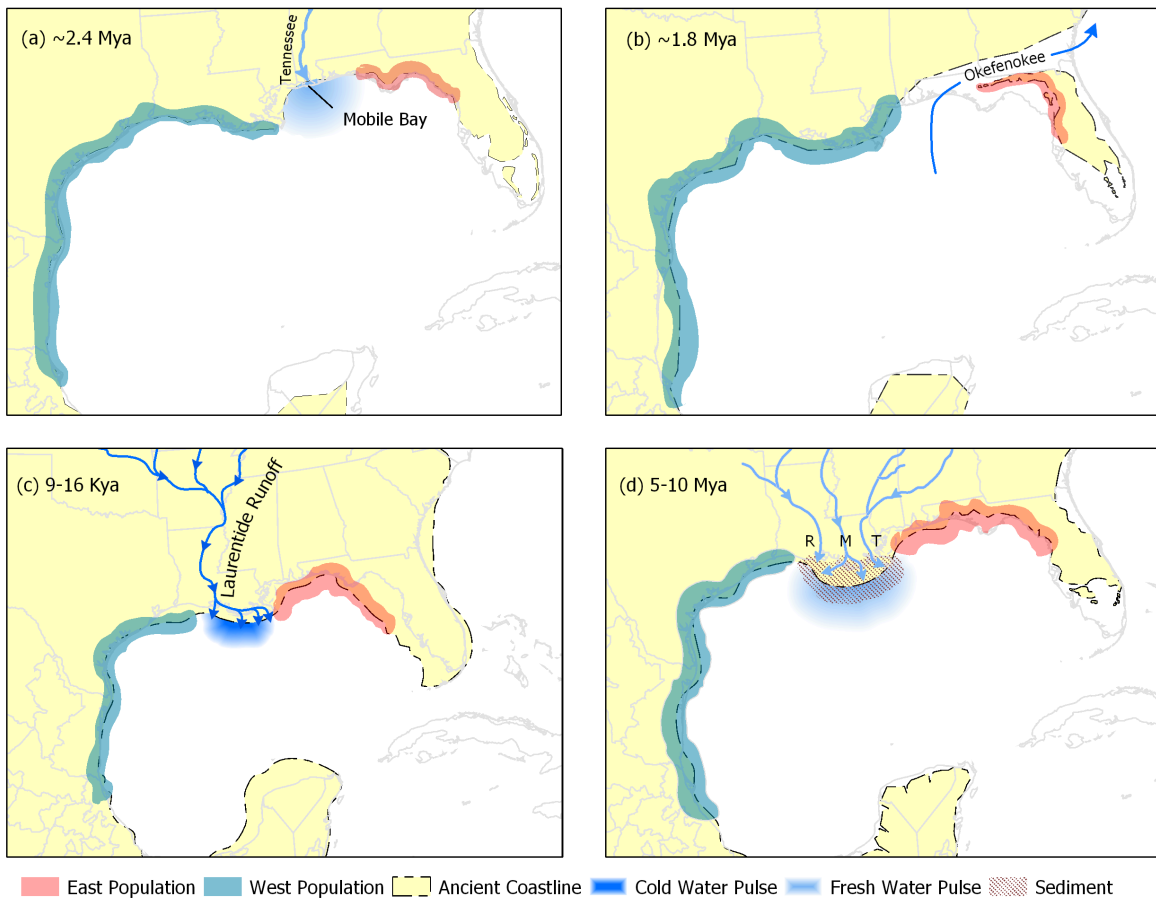 (a) ~2.4 Mya
Tennessee
Mobile Bay
(b) ~1.8 Mya
Okefenokee
(c) 9-16 Kya
Laurentide Runoff
(d) 5-10 Mya
R M T
East Population West Population Ancient Coastline Cold Water Pulse Fresh Water Pulse Sediment